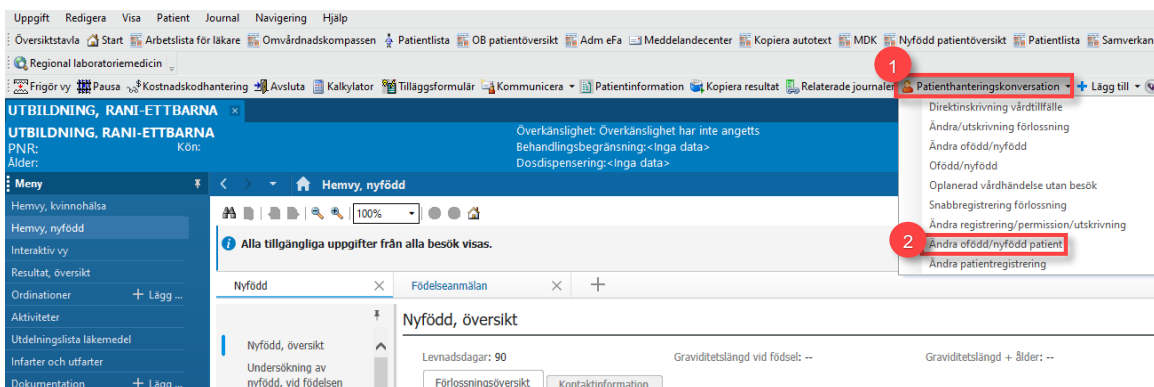 Uppgift Redigera Visa Patient Journal Navigering Hjälp
Översiktstavla Start Arbetslista för läkare Omvårdnadskompassen Patientlista OB patientöversikt Adm eFa Meddelandecenter Kopiera autotext MDK Nyfödd patientöversikt Patientlista Samverkan
Regional laboratoriemedicin
1
Frigör vy Pausa Kostnadskodhantering Avsluta Kalkylator Tilläggsformulär Kommunicera Patientinformation Kopiera resultat Relaterade journaler Patienthanteringskonversation Lägg till
UTBILDNING, RANI-ETTBARNA
Direktinskrivning vårdtillfälle
Ändra/utskrivning förlossning
Ändra ofödd/nyfödd
Ofödd/nyfödd
Oplanerad vårdhändelse utan besök
Snabbregistrering förlossning
Ändra registrering/permission/utskrivning
2 Ändra ofödd/nyfödd patient
Ändra patientregistrering
UTBILDNING, RANI-ETTBARNA
PNR: Kön:
Ålder:
Överkänslighet: Överkänslighet har inte angetts
Behandlingsbegränsning:<Inga data>
Dosdispensering:<Inga data>
Meny
Hemvy, kvinnohälsa
Hemvy, nyfödd
Interaktiv vy
Resultat, översikt
Ordinationer + Lägg ...
Aktiviteter
Utdelningslista läkemedel
Infarter och utfarter
Dokumentation + Lägg ...
Hemvy, nyfödd
100%
Alla tillgängliga uppgifter från alla besök visas.
Nyfödd Födelseanmälan
Nyfödd, översikt
Undersökning av
nyfödd, vid födelsen
Nyfödd, översikt
Levnadsdagar: 90 Graviditetslängd vid födsel: -- Graviditetslängd + ålder: --
Förlossningsöversikt Kontaktinformation